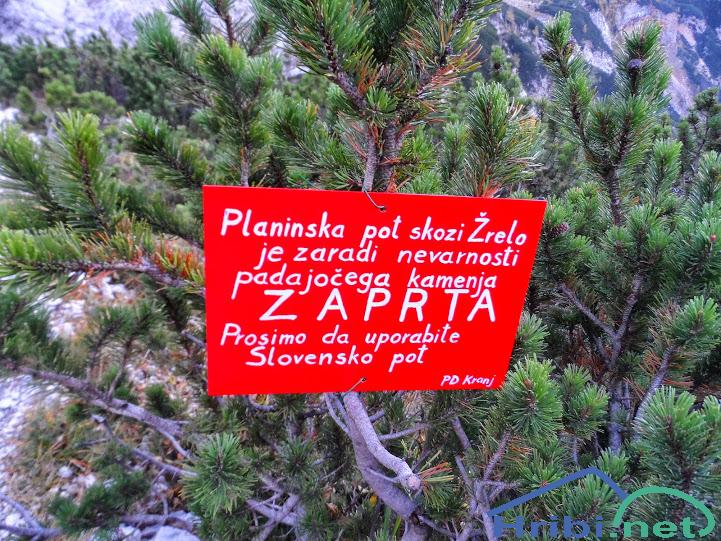 Planinska pot skozi Žrelo
je zaradi nevarnosti
padajočega kamenja
ZAPRTA
Prosimo da uporabite
Slovensko pot
PD Kranj
Hribi.net